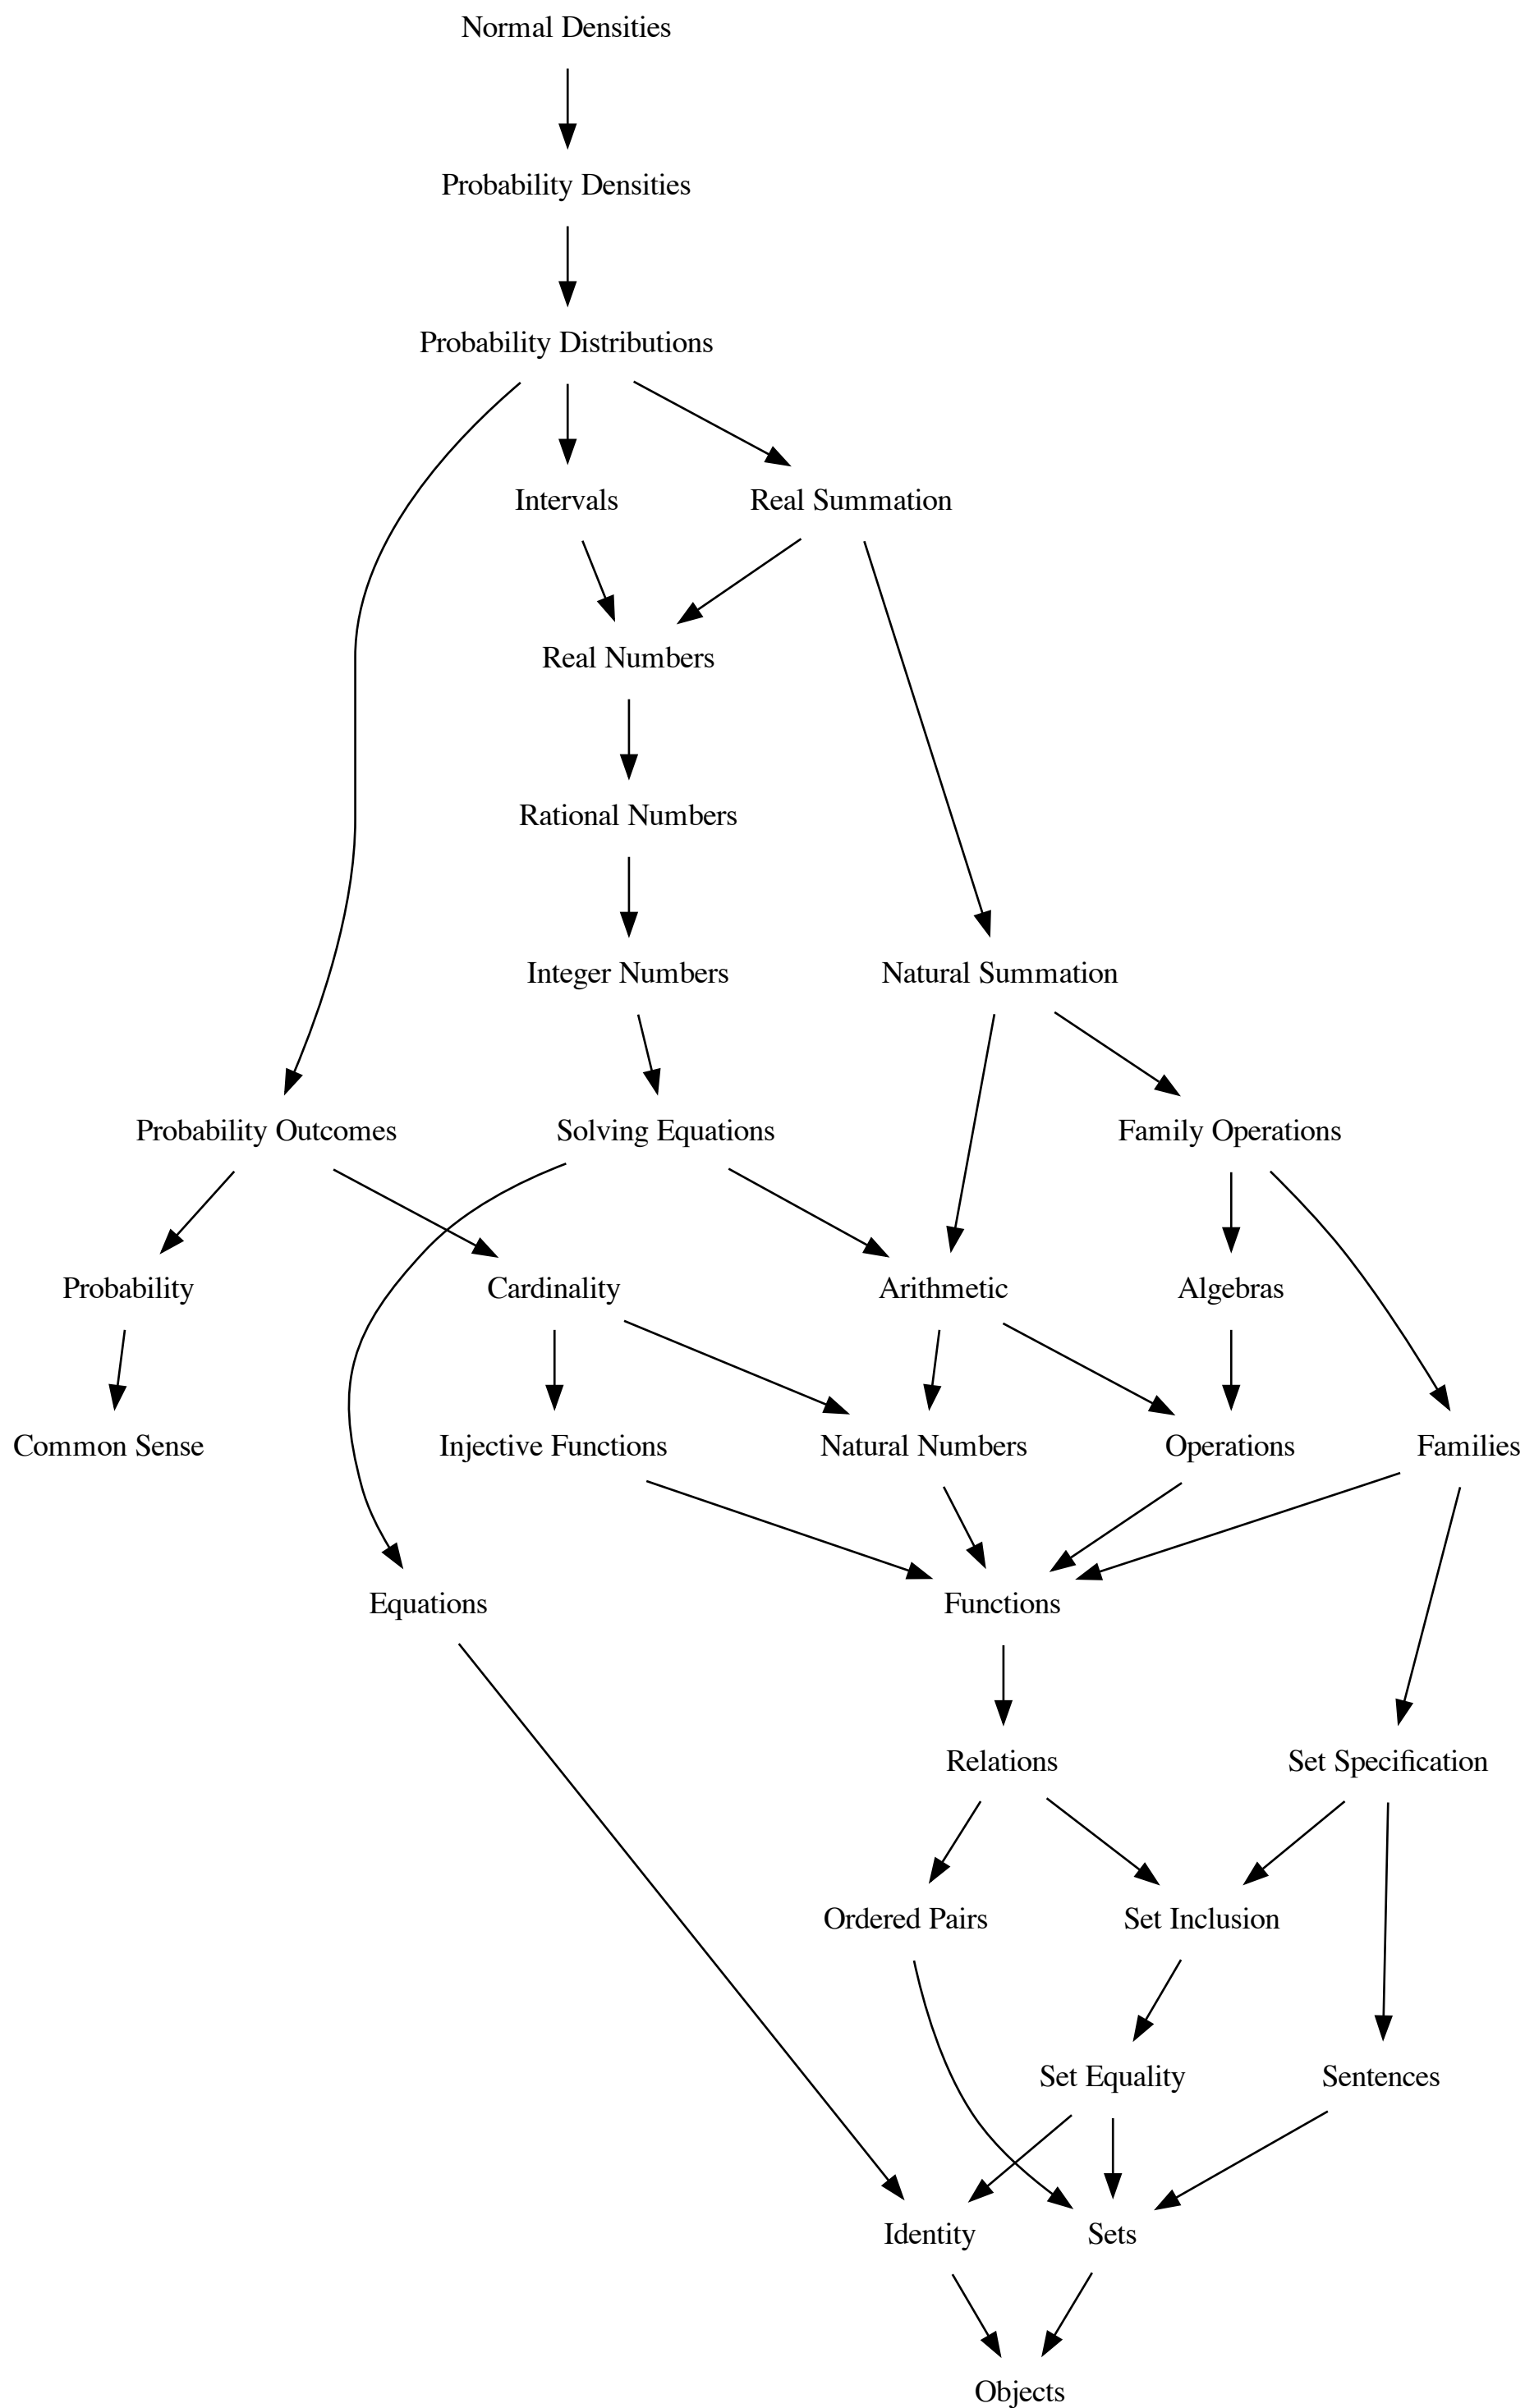 Normal Densities
Probability Densities
Probability Distributions
Intervals
Real Summation
Real Numbers
Rational Numbers
Integer Numbers
Natural Summation
Probability Outcomes
Solving Equations
Family Operations
Probability
Cardinality
Arithmetic
Algebras
Common Sense
Injective Functions
Natural Numbers
Operations
Families
Equations
Functions
Relations
Set Specification
Ordered Pairs
Set Inclusion
Set Equality
Sentences
Identity
Sets
Objects